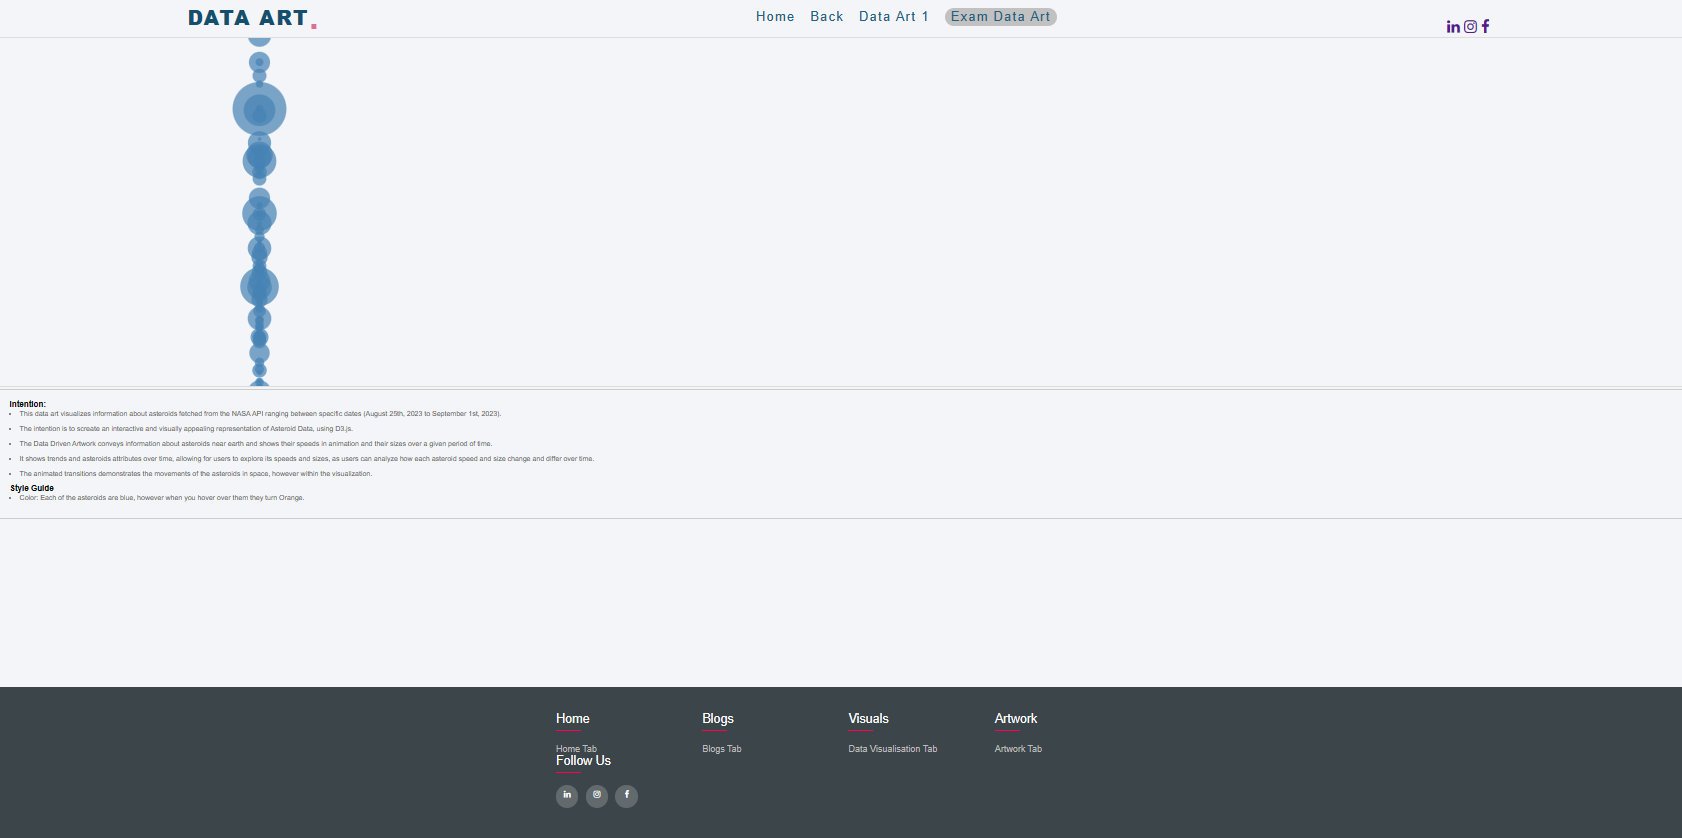 DATA ART.
Home Back Data Art 1 Exam Data Art
Intention:
• This data art visualizes information about asteroids fetched from the NASA API ranging between specific dates (August 25th, 2023 to September 1st, 2023).
• The intention is to screate an interactive and visually appealing representation of Asteroid Data, using D3.js.
• The Data Driven Artwork conveys information about asteroids near earth and shows their speeds in animation and their sizes over a given period of time.
• It shows trends and asteroids attributes over time, allowing for users to explore its speeds and sizes, as users can analyze how each asteroid speed and size change and differ over time.
• The animated transitions demonstrates the movements of the asteroids in space, however within the visualization.
Style Guide
• Color: Each of the asteroids are blue, however when you hover over them they turn Orange.
Home Blogs Visuals Artwork
Home Tab Blogs Tab Data Visualisation Tab Artwork Tab
Follow Us